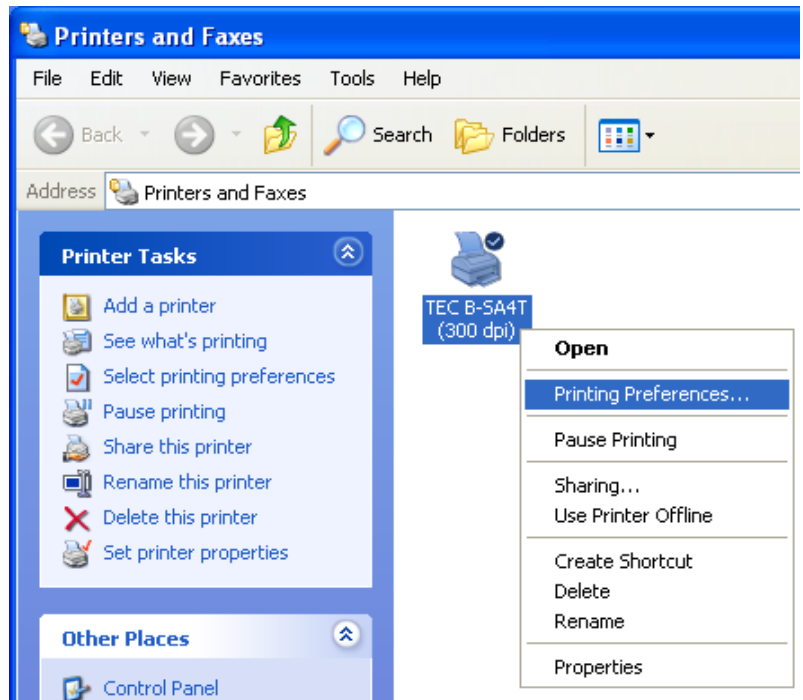 Printers and Faxes
File Edit View Favorites Tools Help
Back Search Folders
Address Printers and Faxes
Printer Tasks
Add a printer
See what's printing
Select printing preferences
Pause printing
Share this printer
Rename this printer
Delete this printer
Set printer properties
Other Places
Control Panel
TEC B-SA4T
(300 dpi)
Open
Printing Preferences...
Pause Printing
Sharing...
Use Printer Offline
Create Shortcut
Delete
Rename
Properties